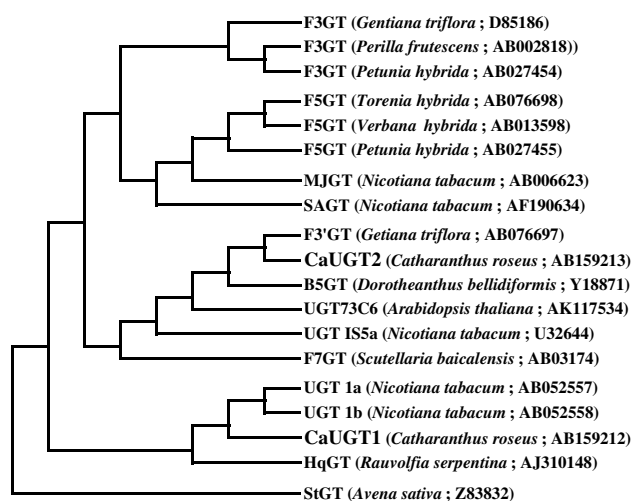 F3GT (Gentiana triflora ; D85186)
F3GT (Perilla frutescens ; AB002818))
F3GT (Petunia hybrida ; AB027454)
F5GT (Torenia hybrida ; AB076698)
F5GT (Verbana hybrida ; AB013598)
F5GT (Petunia hybrida ; AB027455)
MJGT (Nicotiana tabacum ; AB006623)
SAGT (Nicotiana tabacum ; AF190634)
F3'GT (Getiana triflora ; AB076697)
CaUGT2 (Catharanthus roseus ; AB159213)
B5GT (Dorotheanthus bellidiformis ; Y18871)
UGT73C6 (Arabidopsis thaliana ; AK117534)
UGT IS5a (Nicotiana tabacum ; U32644)
F7GT (Scutellaria baicalensis ; AB03174)
UGT 1a (Nicotiana tabacum ; AB052557)
UGT 1b (Nicotiana tabacum ; AB052558)
CaUGT1 (Catharanthus roseus ; AB159212)
HqGT (Rauvolfia serpentina ; AJ310148)
StGT (Avena sativa ; Z83832)